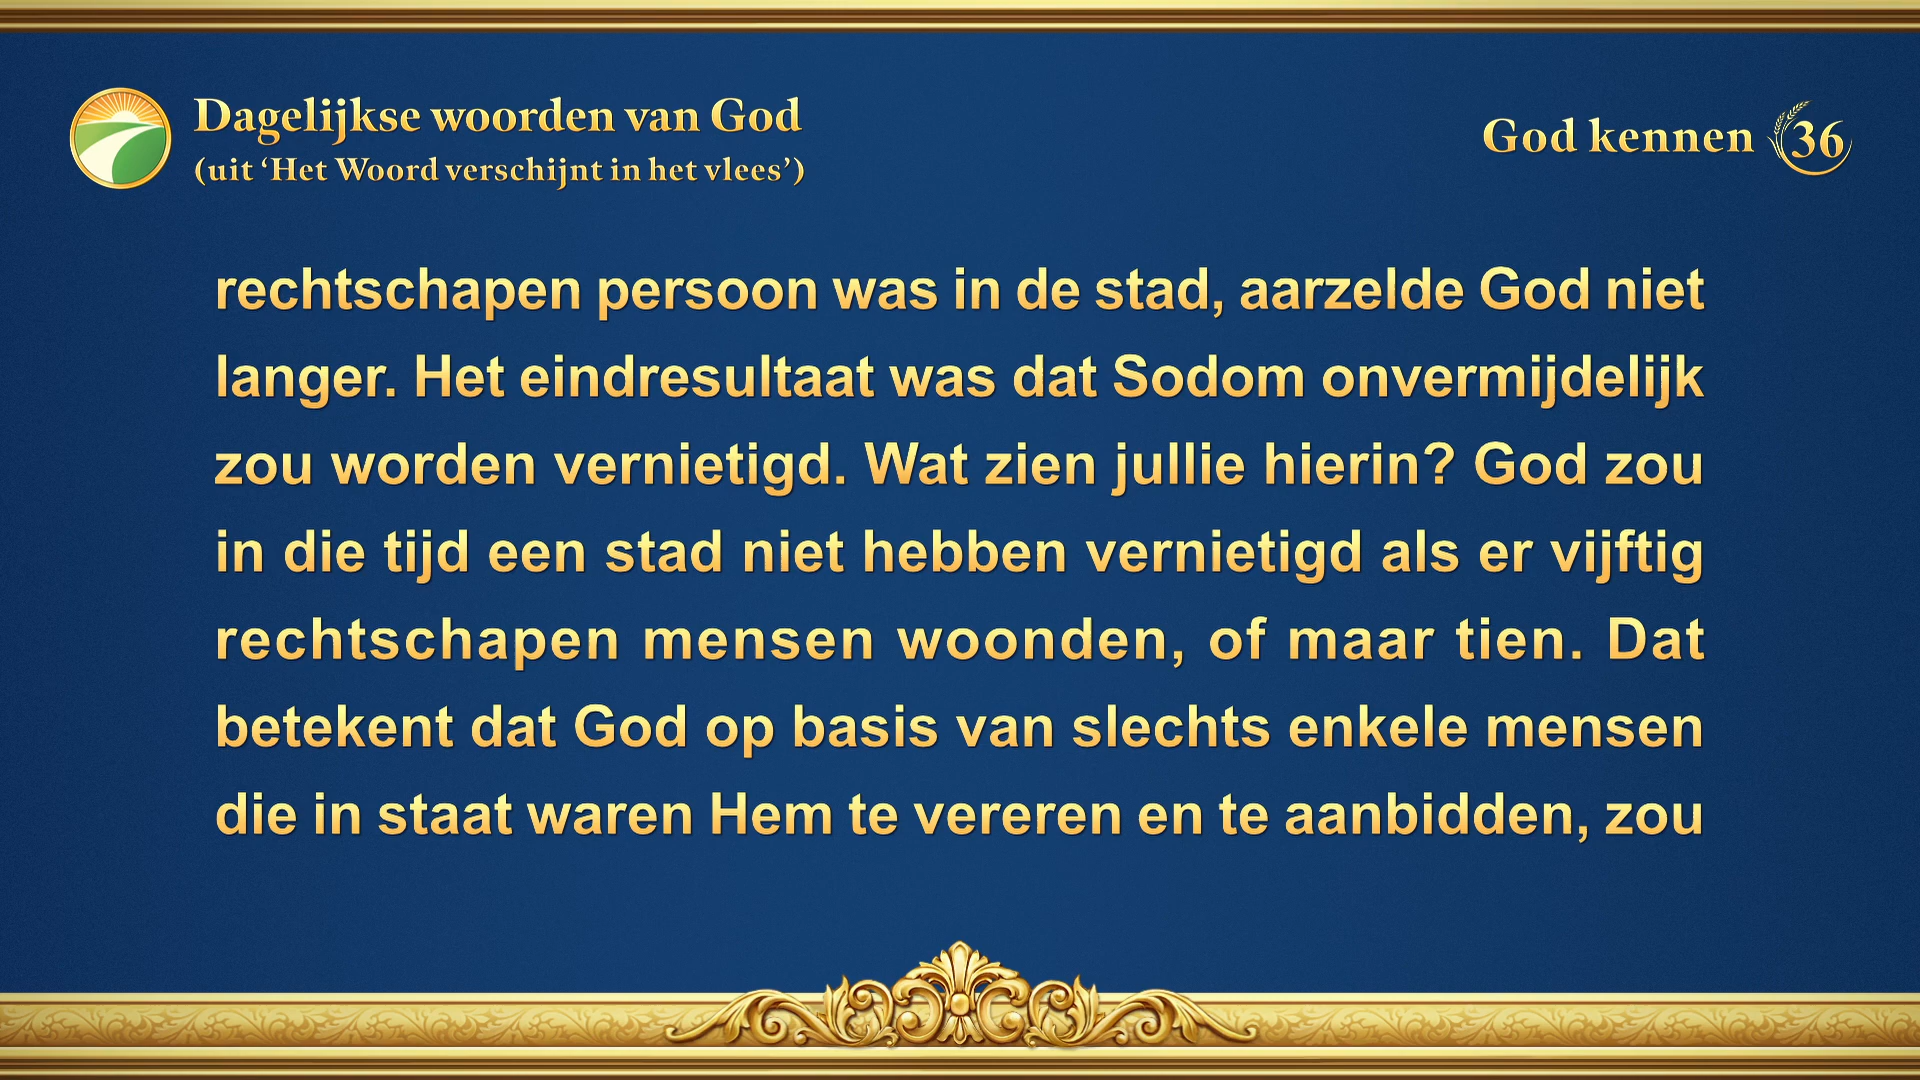 Dagelijkse woorden van God
(uit ‘Het Woord verschijnt in het vlees’)
God kennen 36
rechtschapen persoon was in de stad, aarzelde God niet
langer. Het eindresultaat was dat Sodom onvermijdelijk
zou worden vernietigd. Wat zien jullie hierin? God zou
in die tijd een stad niet hebben vernietigd als er vijftig
rechtschapen mensen woonden, of maar tien. Dat
betekent dat God op basis van slechts enkele mensen
die in staat waren Hem te vereren en te aanbidden, zou